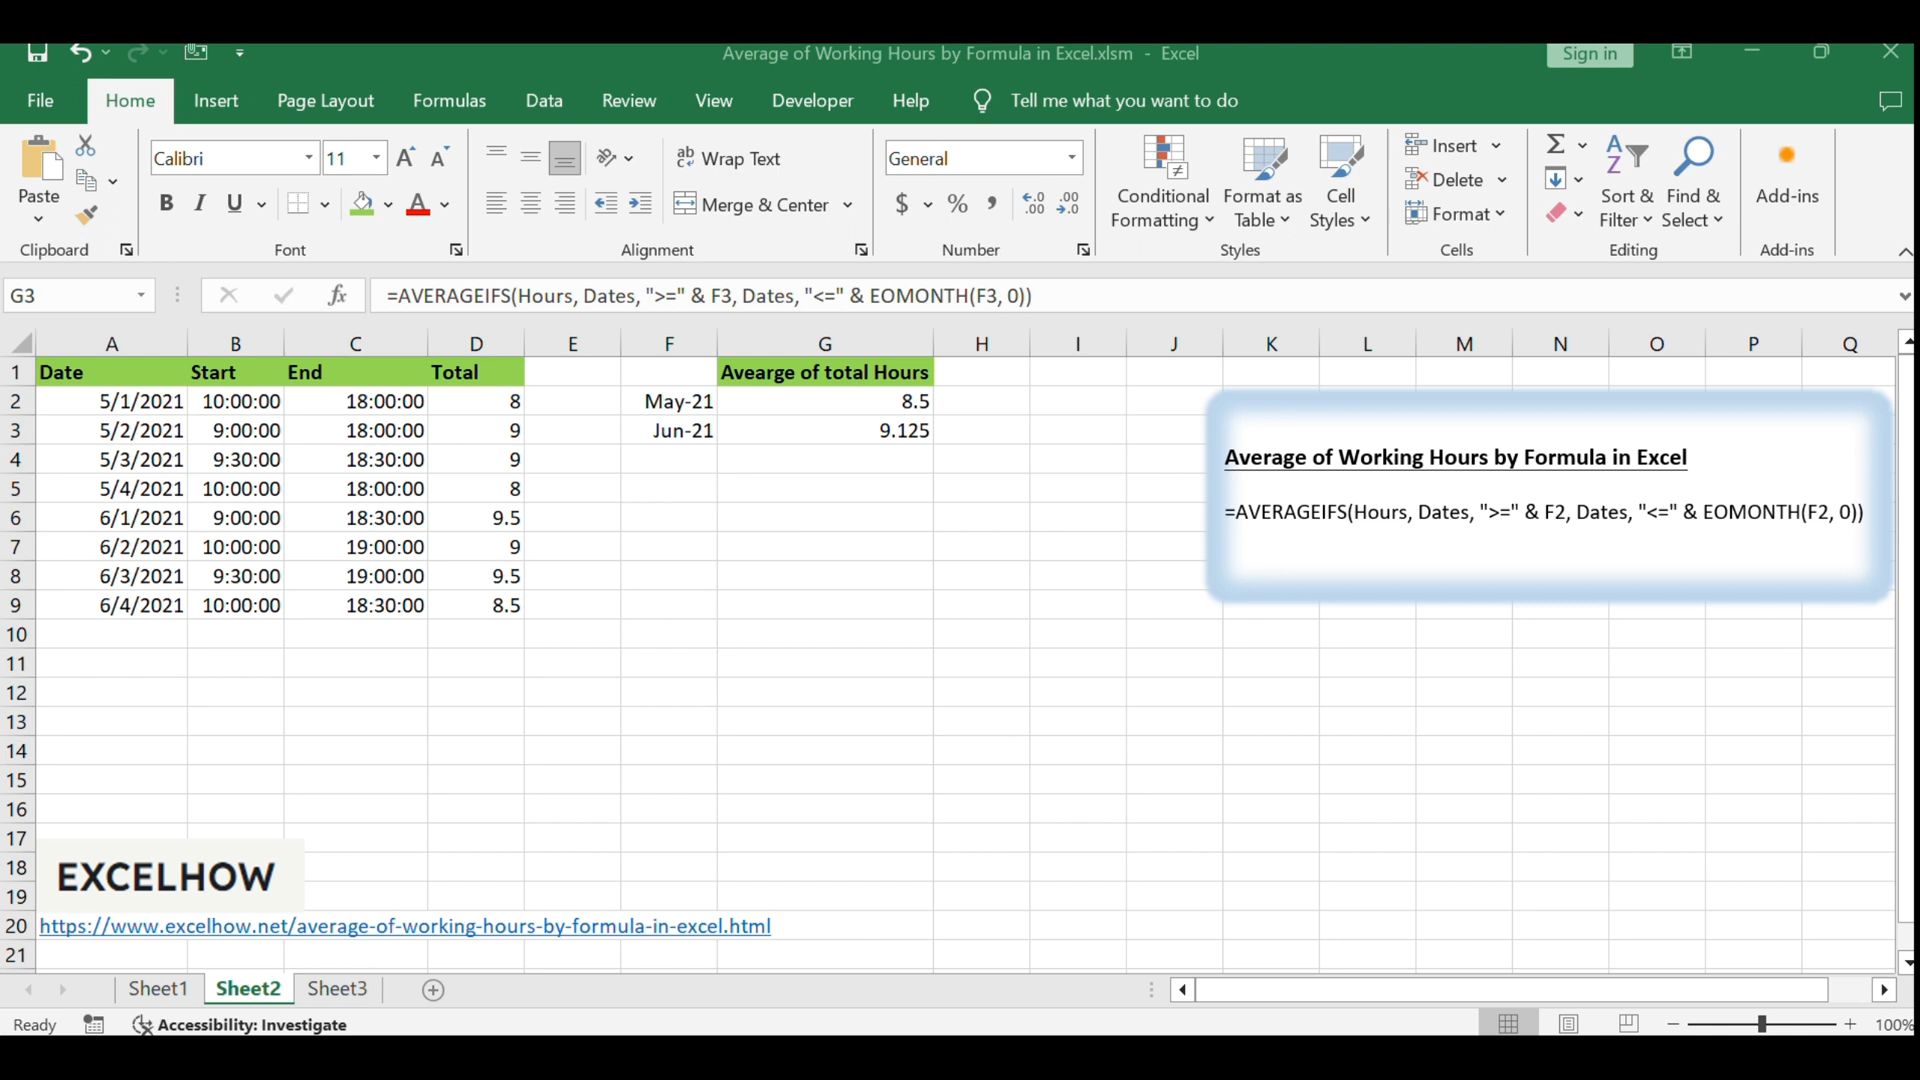 Average of Working Hours by Formula in Excel.xlsm - Excel Sign in
File Home Insert Page Layout Formulas Data Review View Developer Help Tell me what you want to do
Paste
Clipboard
Calibri 11
B I U
Font
ab Wrap Text
Merge & Center
Alignment
General
$ % , .00 .0
Number
Conditional Formatting
Format as Table
Cell Styles
Styles
Insert
Delete
Format
Cells
Sort & Filter
Find & Select
Editing
Add-ins
Add-ins
G3 fx =AVERAGEIFS(Hours, Dates, ">=" & F3, Dates, "<=" & EOMONTH(F3, 0))
A B C D E F G H I J K L M N O P Q
1 Date Start End Total Avearge of total Hours
2 5/1/2021 10:00:00 18:00:00 8 May-21 8.5
3 5/2/2021 9:00:00 18:00:00 9 Jun-21 9.125
4 5/3/2021 9:30:00 18:30:00 9
5 5/4/2021 10:00:00 18:00:00 8
6 6/1/2021 9:00:00 18:30:00 9.5
7 6/2/2021 10:00:00 19:00:00 9
8 6/3/2021 9:30:00 19:00:00 9.5
9 6/4/2021 10:00:00 18:30:00 8.5
10
11
12
13
14
15
16
17
18
19
20 https://www.excelhow.net/average-of-working-hours-by-formula-in-excel.html
21
EXCELHOW
Average of Working Hours by Formula in Excel
=AVERAGEIFS(Hours, Dates, ">=" & F2, Dates, "<=" & EOMONTH(F2, 0))
Sheet1 Sheet2 Sheet3
Ready Accessibility: Investigate 100%